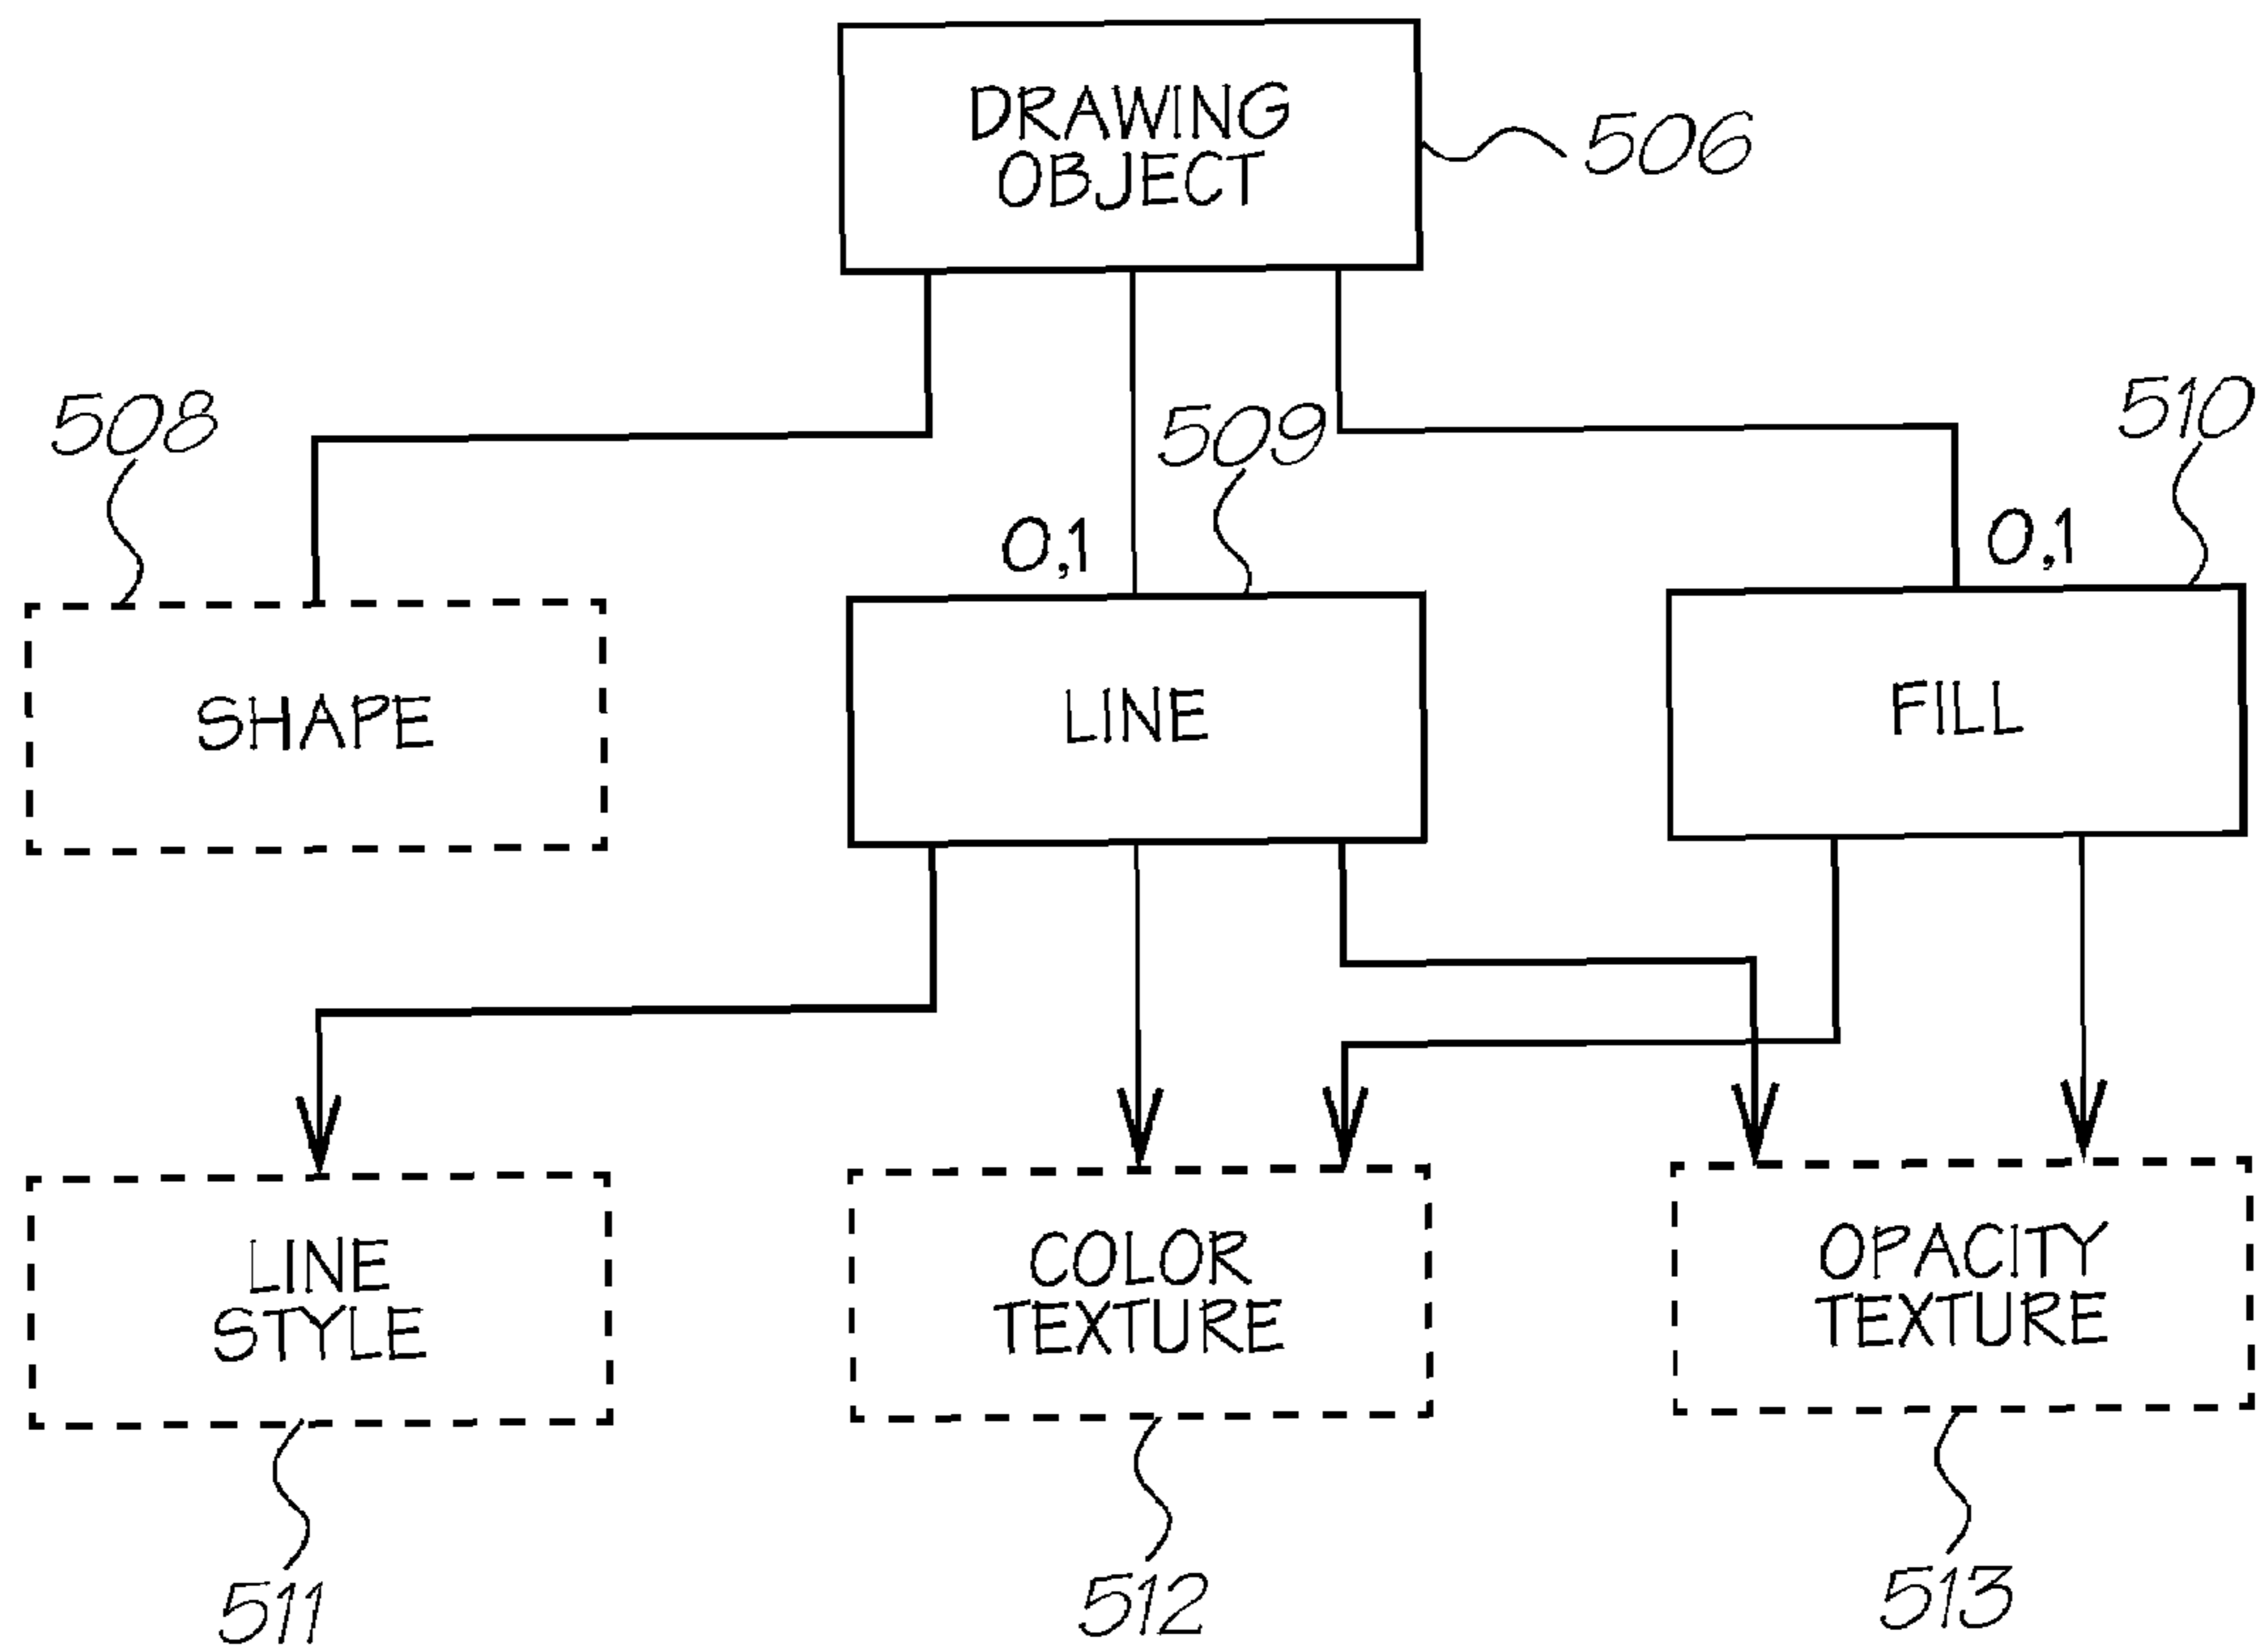 DRAWING
OBJECT
506
508
509
510
0,1
0,1
SHAPE
LINE
FILL
LINE
STYLE
COLOR
TEXTURE
OPACITY
TEXTURE
511
512
513